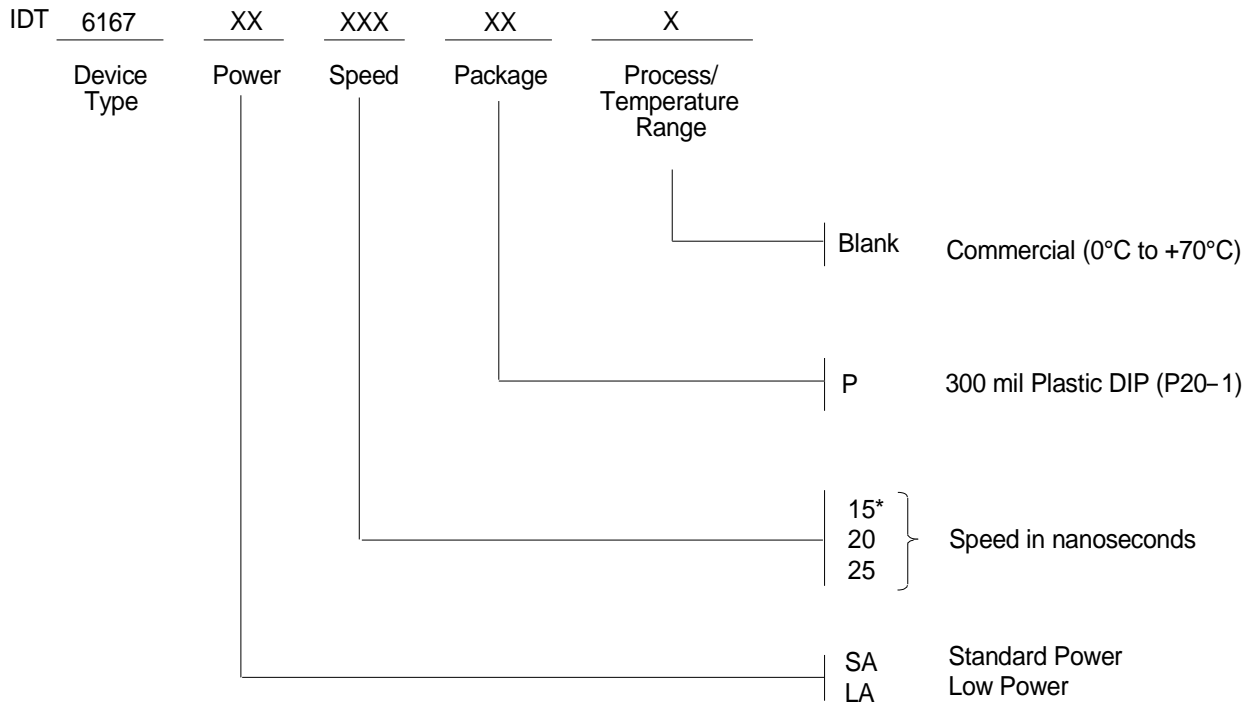 IDT 6167 XX XXX XX X
Device Type
Power
Speed
Package
Process/
Temperature
Range
Blank Commercial (0°C to +70°C)
P 300 mil Plastic DIP (P20–1)
15*
20
25
Speed in nanoseconds
SA Standard Power
LA Low Power